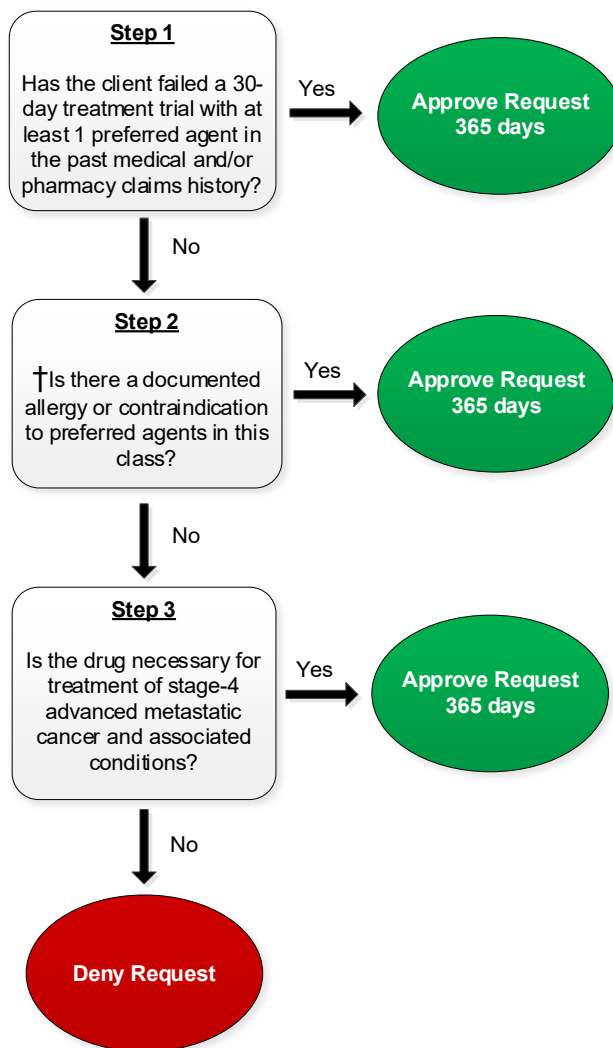 Step 1
Has the client failed a 30-
day treatment trial with at
least 1 preferred agent in
the past medical and/or
pharmacy claims history?
Yes
Approve Request
365 days
No
Step 2
†Is there a documented
allergy or contraindication
to preferred agents in this
class?
Yes
Approve Request
365 days
No
Step 3
Is the drug necessary for
treatment of stage-4
advanced metastatic
cancer and associated
conditions?
Yes
Approve Request
365 days
No
Deny Request